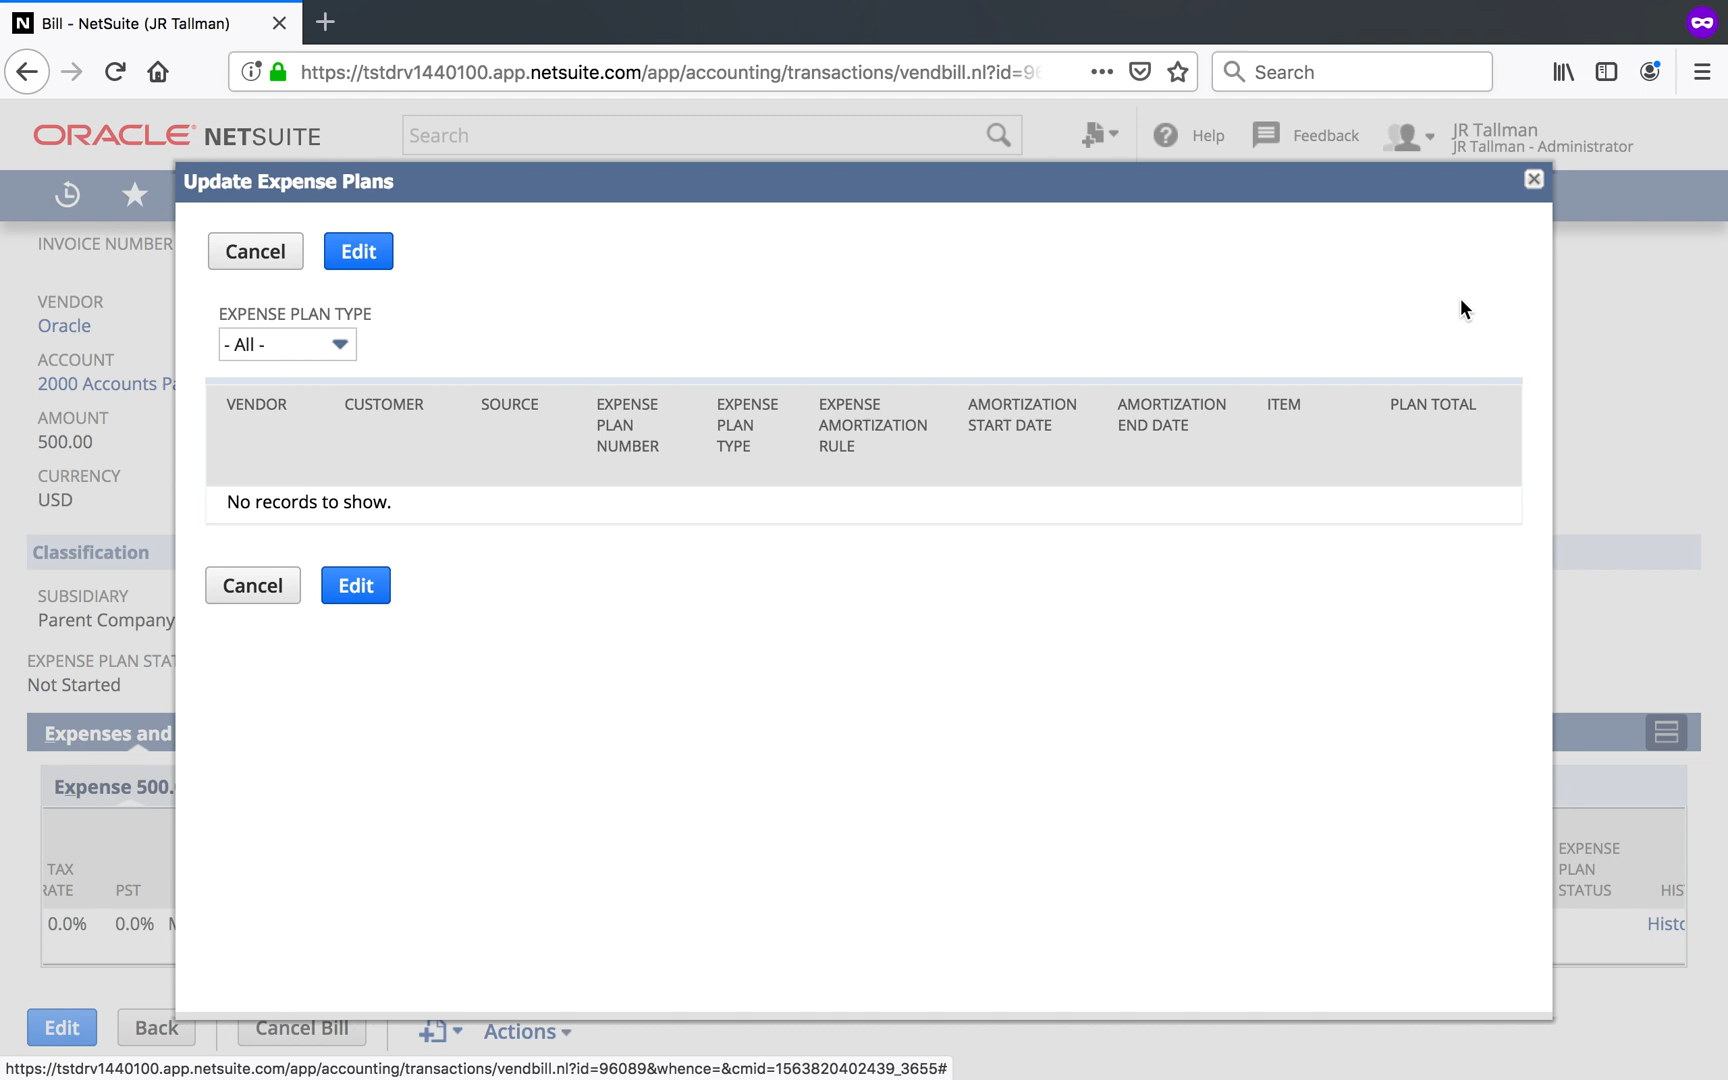 N Bill - NetSuite (JR Tallman)
https://tstdrv1440100.app.netsuite.com/app/accounting/transactions/vendbill.nl?id=96
Search
ORACLE NETSUITE
Search
Help
Feedback
JR Tallman
JR Tallman - Administrator
Update Expense Plans
INVOICE NUMBER
Cancel
Edit
VENDOR
Oracle
EXPENSE PLAN TYPE
- All -
ACCOUNT
2000 Accounts Pa
AMOUNT
500.00
CURRENCY
USD
VENDOR
CUSTOMER
SOURCE
EXPENSE PLAN NUMBER
EXPENSE PLAN TYPE
EXPENSE AMORTIZATION RULE
AMORTIZATION START DATE
AMORTIZATION END DATE
ITEM
PLAN TOTAL
No records to show.
Classification
SUBSIDIARY
Parent Company
Cancel
Edit
EXPENSE PLAN STAT
Not Started
Expenses and
Expense 500.
TAX
RATE
PST
0.0%
0.0%
EXPENSE
PLAN
STATUS
HIS
Histo
Edit
Back
Cancel Bill
Actions
https://tstdrv1440100.app.netsuite.com/app/accounting/transactions/vendbill.nl?id=96089&whence=&cmid=1563820402439_3655#